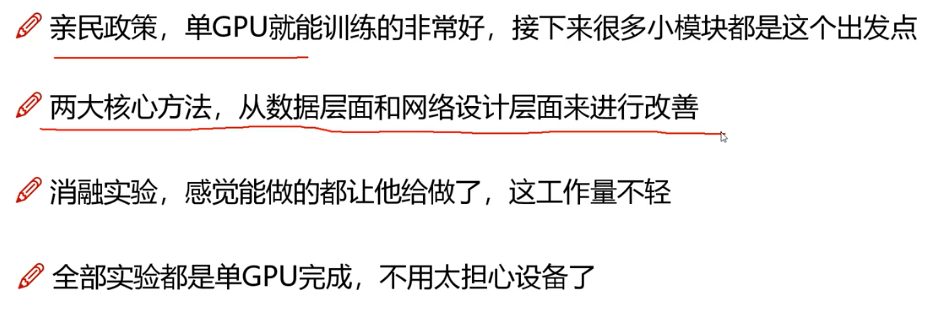 亲民政策，单GPU就能训练的非常好，接下来很多小模块都是这个出发点
两大核心方法，从数据层面和网络设计层面来进行改善
消融实验，感觉能做的都让他给做了，这工作量不轻
全部实验都是单GPU完成，不用太担心设备了